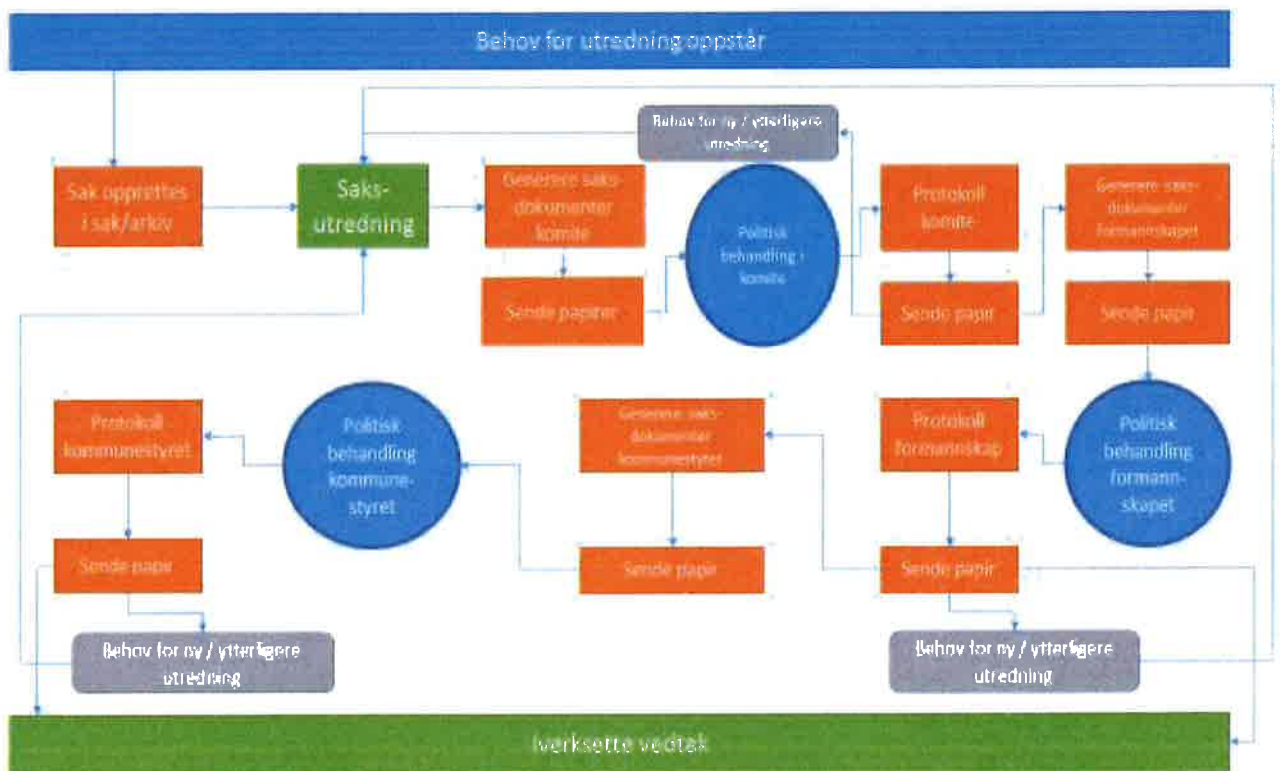 Behov for utredning oppstår
Behov for ny / ytterligere
utredning
Sak opprettes
i sak/arkiv
Saks-
utredning
Generere saks-
dokumenter
komite
Sende papirer
Politisk
behandling i
komite
Protokoll
komite
Sende papir
Generere saks-
dokumenter
formannskapet
Sende papir
Politisk
behandling
formann-
skapet
Protokoll
formannskap
Sende papir
Behov for ny / ytterligere
utredning
Generere saks-
dokumenter
kommunestyret
Sende papir
Politisk
behandling
kommune-
styret
Protokoll
kommunestyret
Sende papir
Behov for ny / ytterligere
utredning
Iverksette vedtak